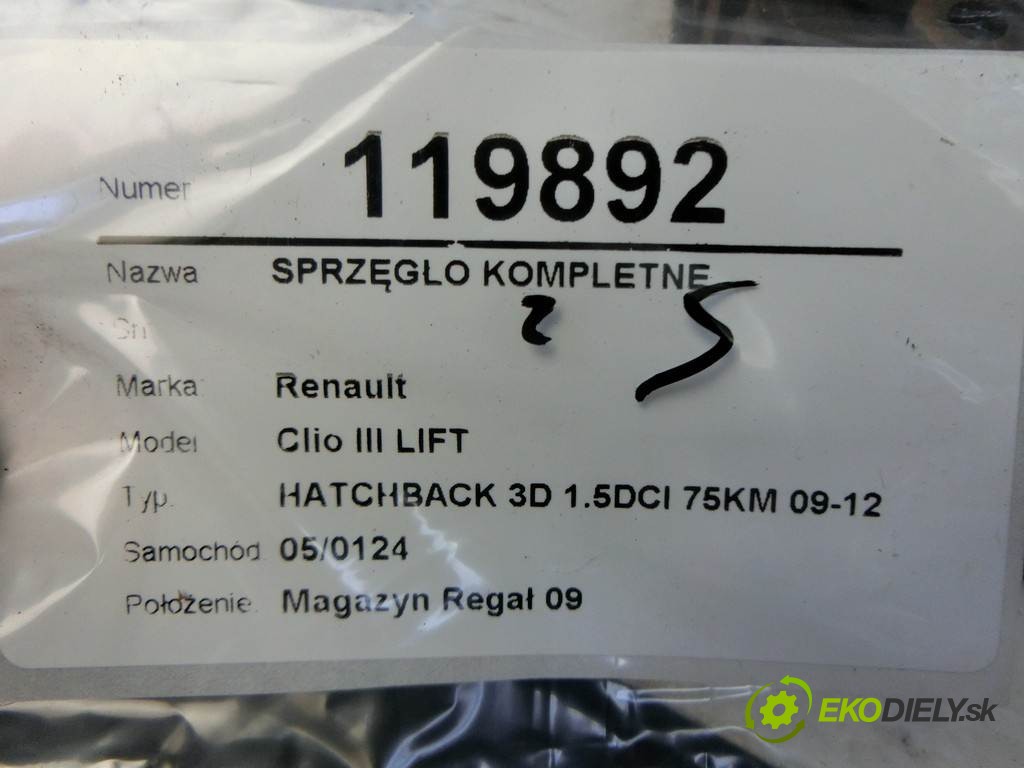 Numer 119892
Nazwa SPRZĘGŁO KOMPLETNE
2 5
Sn
Marka Renault
Model Clio III LIFT
Typ. HATCHBACK 3D 1.5DCI 75KM 09-12
Samochód 05/0124
Położenie Magazyn Regał 09
EKODIELY.sk